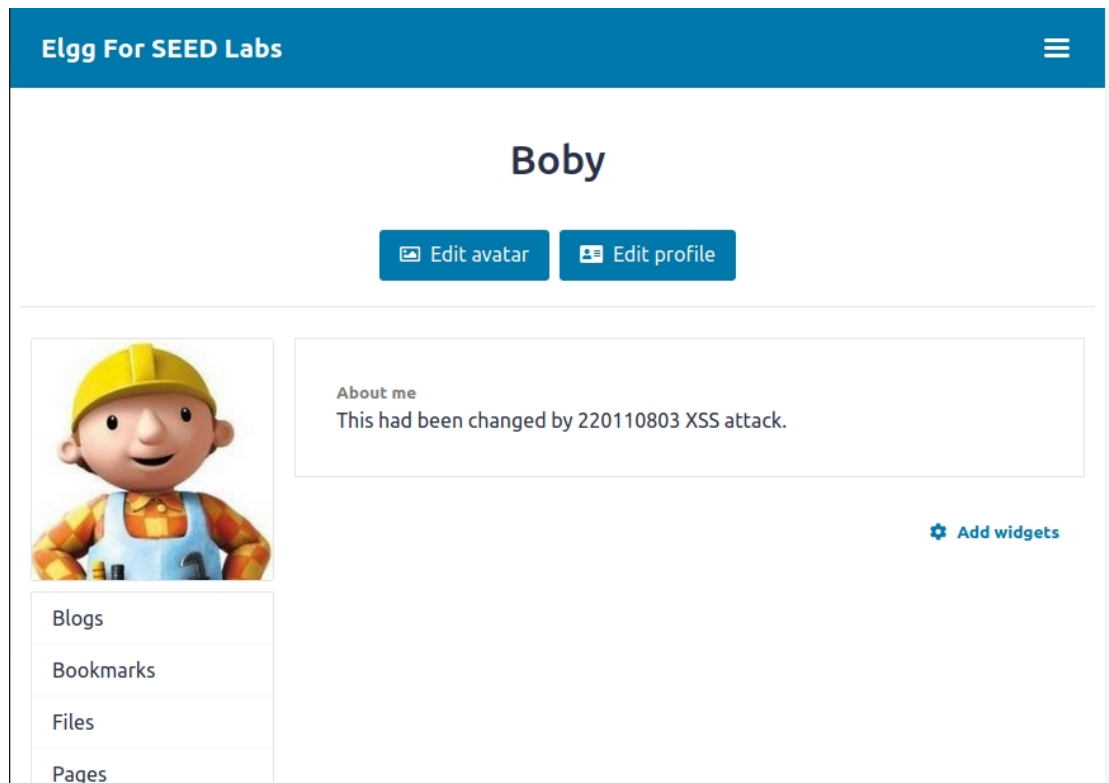 Elgg For SEED Labs
Boby
Edit avatar
Edit profile
About me
This had been changed by 220110803 XSS attack.
Add widgets
Blogs
Bookmarks
Files
Pages